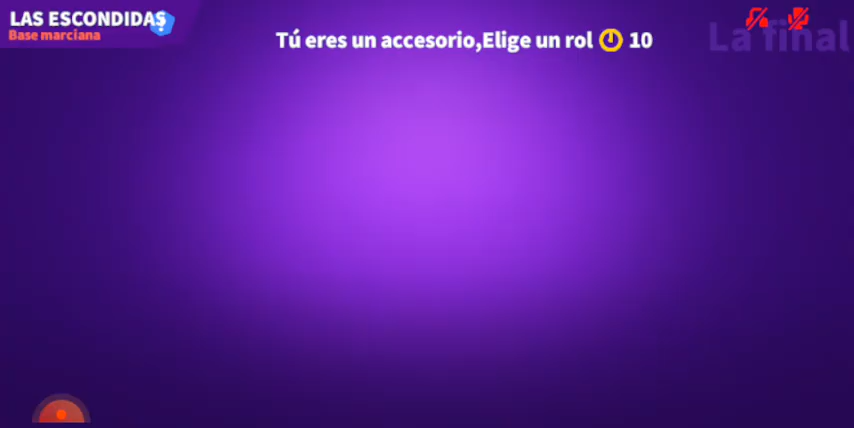 LAS ESCONDIDAS
Base marciana
Tú eres un accesorio,Elige un rol 10
La final